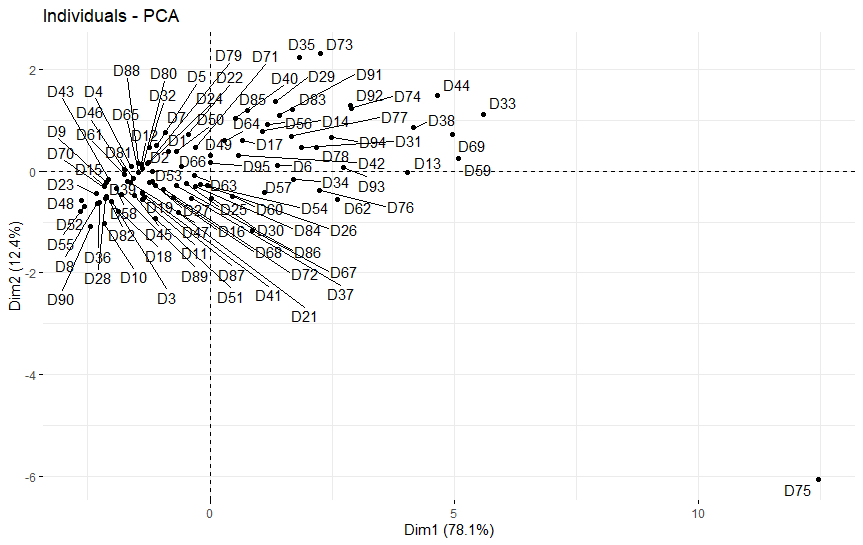 Individuals - PCA
D35 D73
D79
D71
D88 D80
D5
D43 D4 D22 D40 D29 D91
D44
D32 D24 D85 D83 D92 D74
D33
D46 D65 D7 D50 D64 D56 D14 D77 D38
D9 D61 D12 D1 D49 D17 D94 D31
D69
D70 D81 D2 D66 D95 D6 D78 D42 D13
D59
D15 D53
D23 D39 D63 D57 D34 D93
D48 D58 D19 D27 D25 D60 D54 D62 D76
D52 D82 D45 D47 D16 D30 D84 D26
D55 D36 D18 D11 D68 D86
D8 D28 D10 D89 D87 D72 D67
D90 D3 D51 D41 D37
D21
D75
2
0
-2
-4
-6
Dim2 (12.4%)
0 5 10
Dim1 (78.1%)